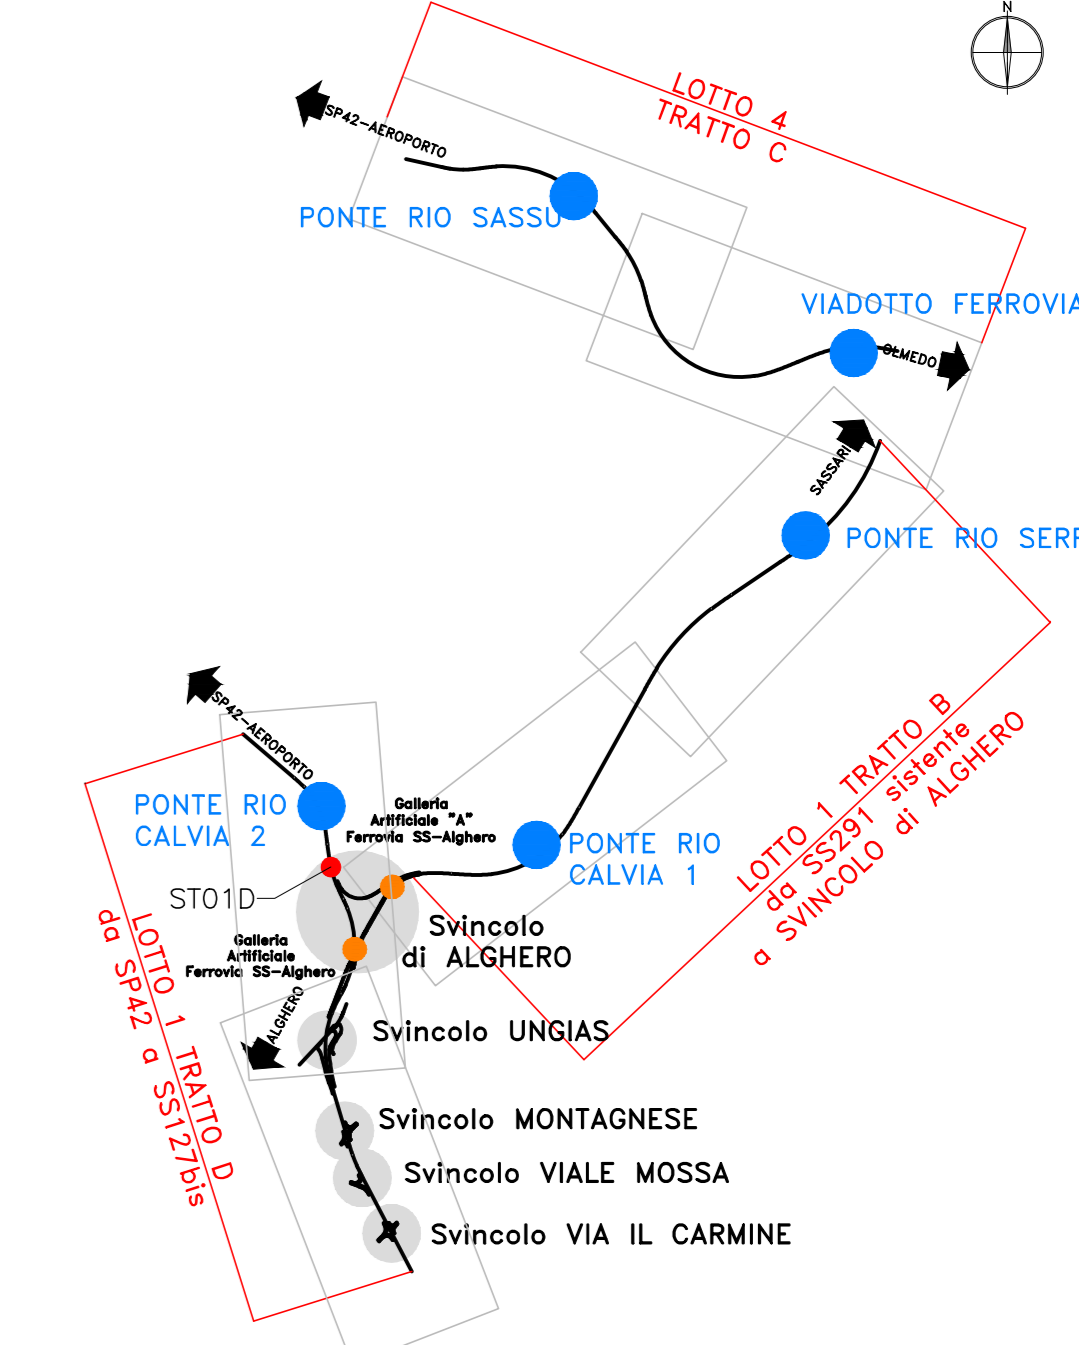 N
LOTTO 4
TRATTO C
SP42-AEROPORTO
PONTE RIO SASSU
VIADOTTO FERROVIA
OLMEDO
SASSARI
PONTE RIO SERR
SP42-AEROPORTO
PONTE RIO
CALVIA 2
Galleria
Artificiale "A"
Ferrovia SS-Alghero
PONTE RIO
CALVIA 1
LOTTO 1 TRATTO B
da SS291 sistente
a SVINCOLO di ALGHERO
ST01D
Svincolo
di ALGHERO
Galleria
Artificiale
Ferrovia SS-Alghero
LOTTO 1 TRATTO D
da SP42 a SS127bis
ALGHERO
Svincolo UNGIAS
Svincolo MONTAGNESE
Svincolo VIALE MOSSA
Svincolo VIA IL CARMINE